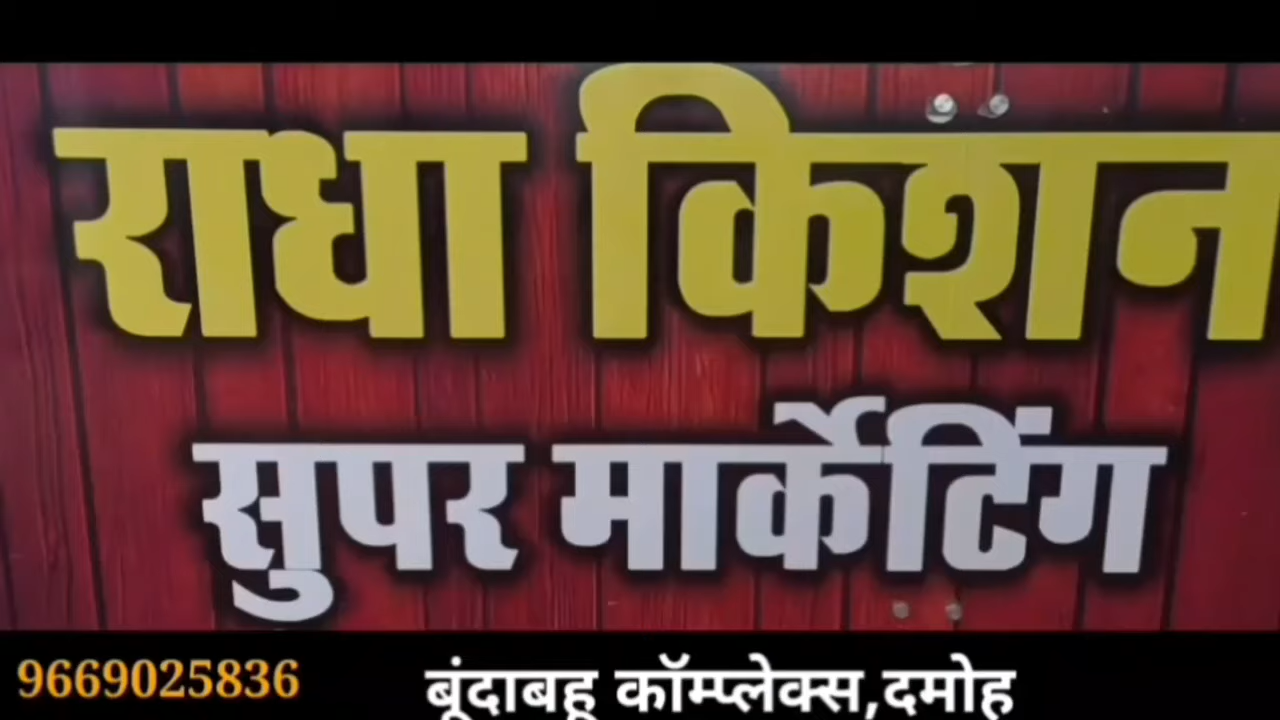 राधा किशन
सुपर मार्केटिंग
9669025836 बूंदाबहू कॉम्प्लेक्स,दमोह